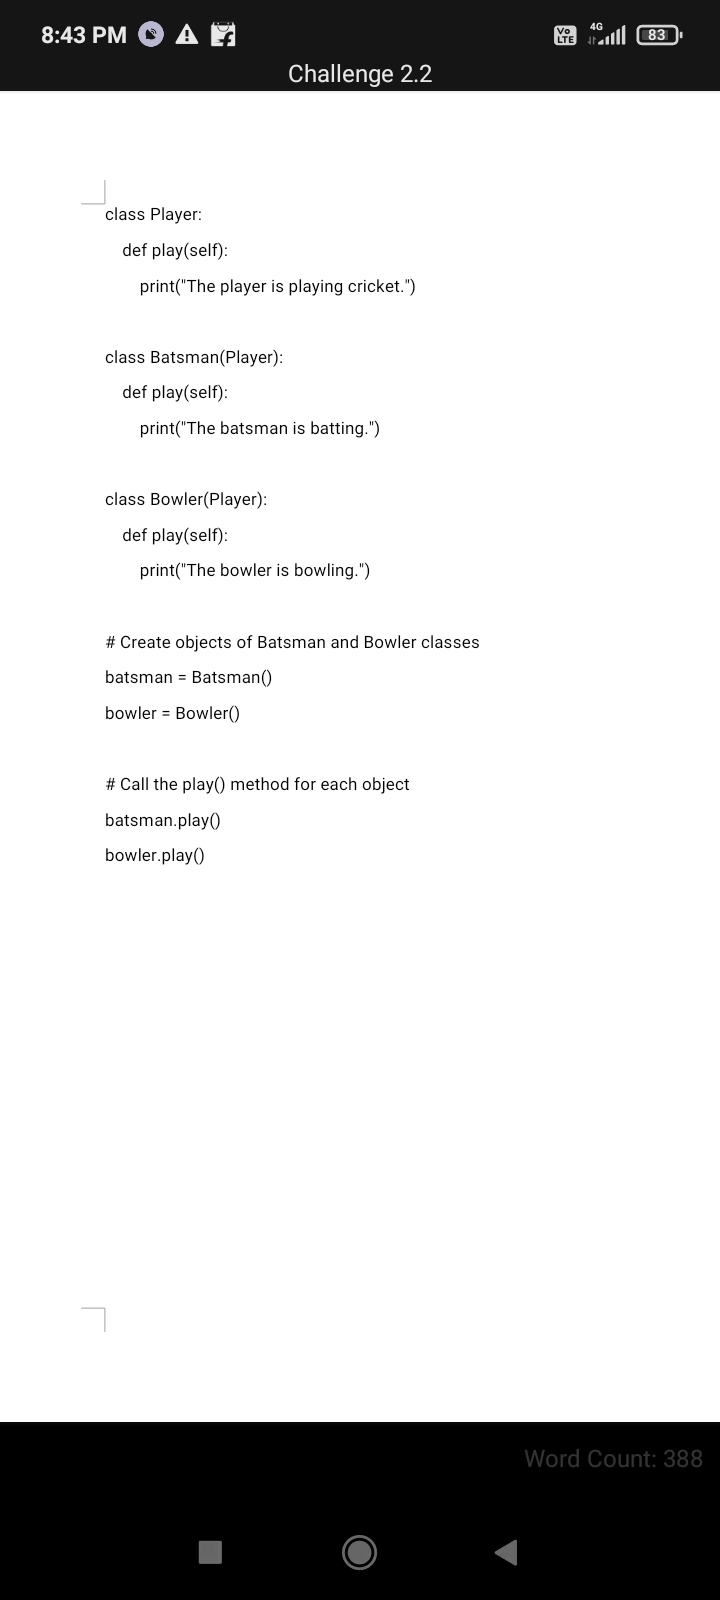 8:43 PM
Vo LTE 4G 83
Challenge 2.2
class Player:
    def play(self):
        print("The player is playing cricket.")
class Batsman(Player):
    def play(self):
        print("The batsman is batting.")
class Bowler(Player):
    def play(self):
        print("The bowler is bowling.")
# Create objects of Batsman and Bowler classes
batsman = Batsman()
bowler = Bowler()
# Call the play() method for each object
batsman.play()
bowler.play()
Word Count: 388